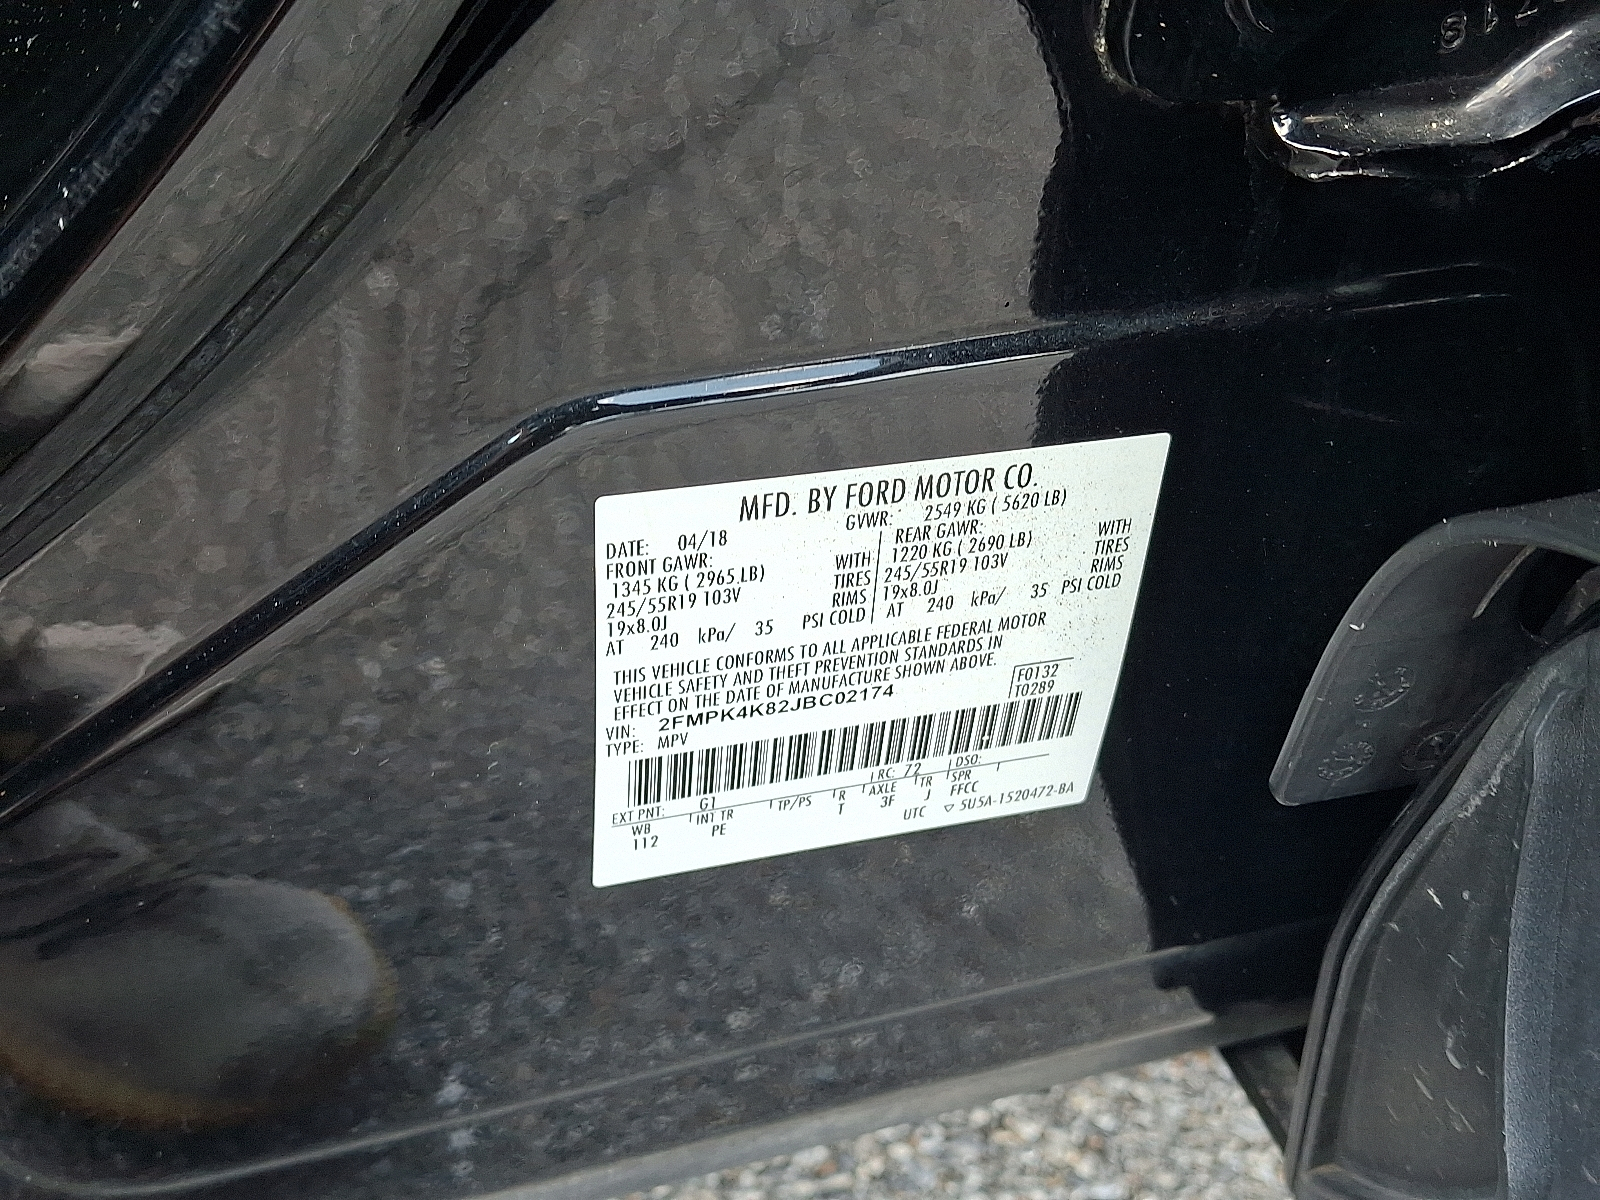 MFD. BY FORD MOTOR CO.
DATE: 04/18 GVWR: 2549 KG ( 5620 LB)
FRONT GAWR: REAR GAWR:
1345 KG ( 2965 LB) WITH 1220 KG ( 2690 LB) WITH
245/55R19 103V TIRES 245/55R19 103V TIRES
19x8.0J RIMS 19x8.0J RIMS
AT 240 kPa/ 35 PSI COLD AT 240 kPa/ 35 PSI COLD
THIS VEHICLE CONFORMS TO ALL APPLICABLE FEDERAL MOTOR
VEHICLE SAFETY AND THEFT PREVENTION STANDARDS IN
EFFECT ON THE DATE OF MANUFACTURE SHOWN ABOVE.
VIN: 2FMPK4K82JBC02174 F0132
TYPE: MPV T0289
EXT PNT: G1 RC: 72 DSO:
WB INT TR TP/PS R AXLE TR SPR
112 PE T 3F J FFCC
UTC ▽ 5U5A-1520472-BA